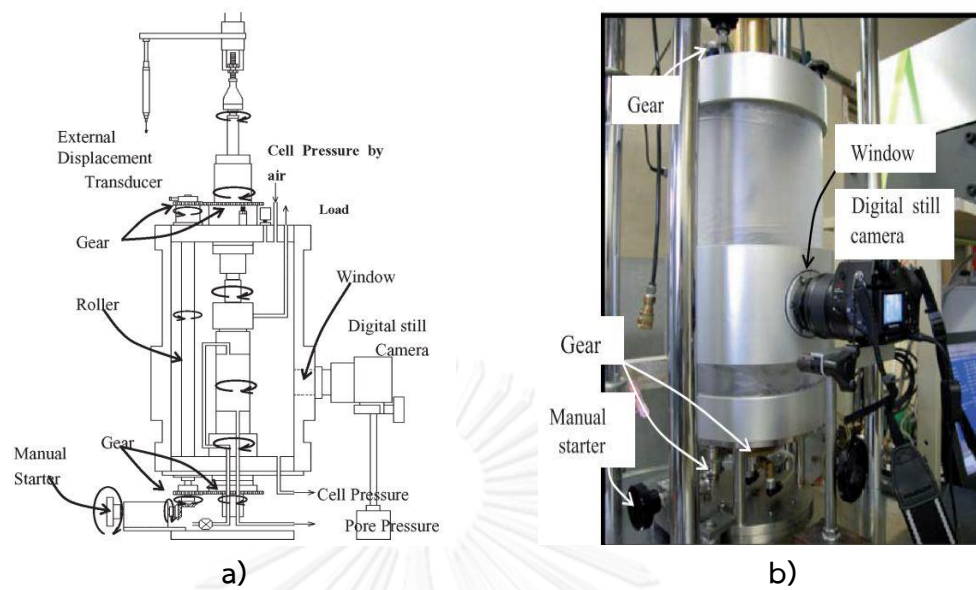 External
Displacement
Transducer
Cell Pressure by
air
Load
Gear
Window
Roller
Digital still
Camera
Gear
Manual
Starter
Cell Pressure
Pore Pressure
a)
Gear
Window
Digital still
camera
Gear
Manual
starter
b)